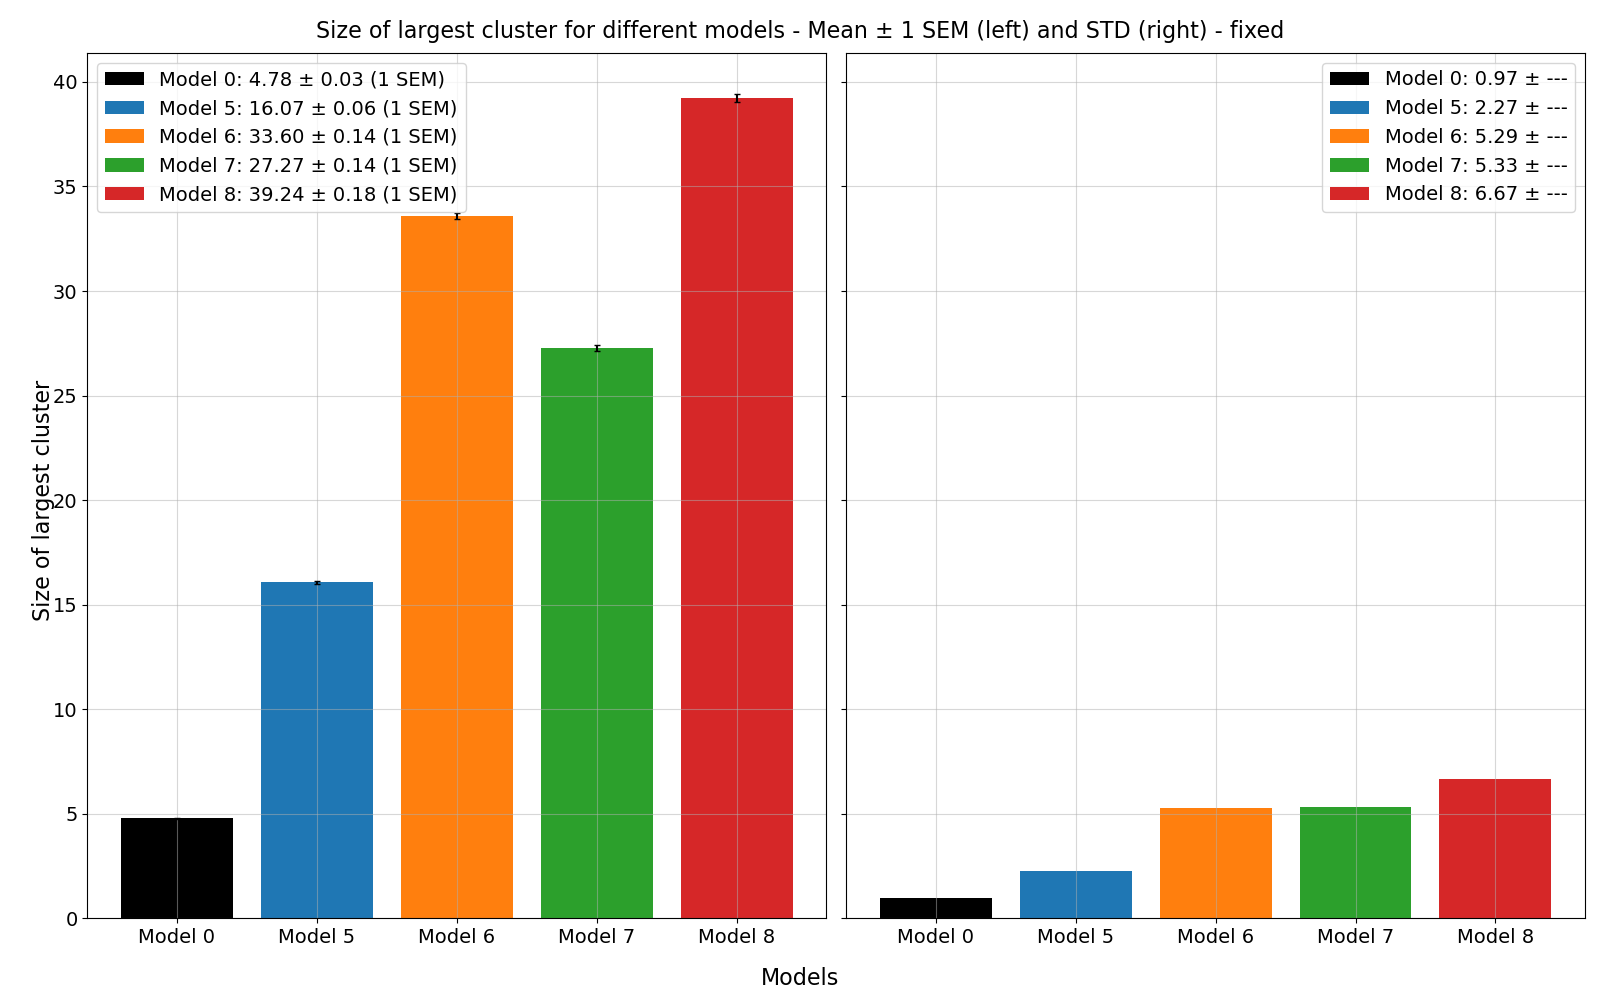 Size of largest cluster for different models - Mean ± 1 SEM (left) and STD (right) - fixed
Size of largest cluster
40
35
30
25
20
15
10
5
0
Model 0: 4.78 ± 0.03 (1 SEM)
Model 5: 16.07 ± 0.06 (1 SEM)
Model 6: 33.60 ± 0.14 (1 SEM)
Model 7: 27.27 ± 0.14 (1 SEM)
Model 8: 39.24 ± 0.18 (1 SEM)
Model 0 Model 5 Model 6 Model 7 Model 8
Model 0: 0.97 ± ---
Model 5: 2.27 ± ---
Model 6: 5.29 ± ---
Model 7: 5.33 ± ---
Model 8: 6.67 ± ---
Model 0 Model 5 Model 6 Model 7 Model 8
Models